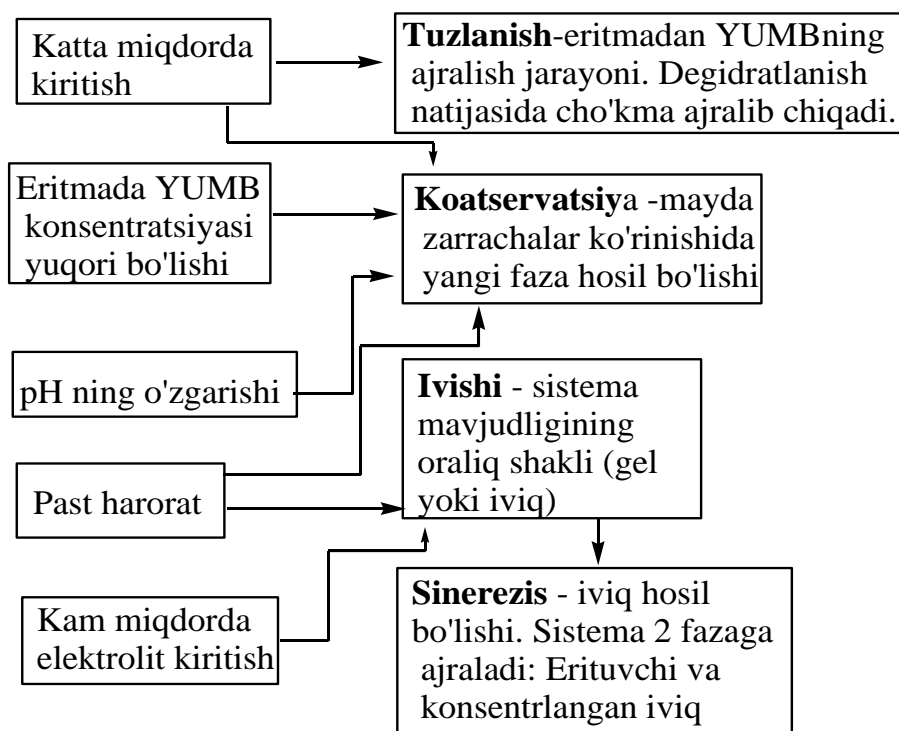 Katta miqdorda
kiritish
Tuzlanish-eritmadan YUMBning
ajralish jarayoni. Degidratlanish
natijasida cho'kma ajralib chiqadi.
Eritmada YUMB
konsentratsiyasi
yuqori bo'lishi
Koatservatsiya -mayda
zarrachalar ko'rinishida
yangi faza hosil bo'lishi
pH ning o'zgarishi
Ivishi - sistema
mavjudligining
oraliq shakli (gel
yoki iviq)
Past harorat
Kam miqdorda
elektrolit kiritish
Sinerezis - iviq hosil
bo'lishi. Sistema 2 fazaga
ajraladi: Erituvchi va
konsentrlangan iviq